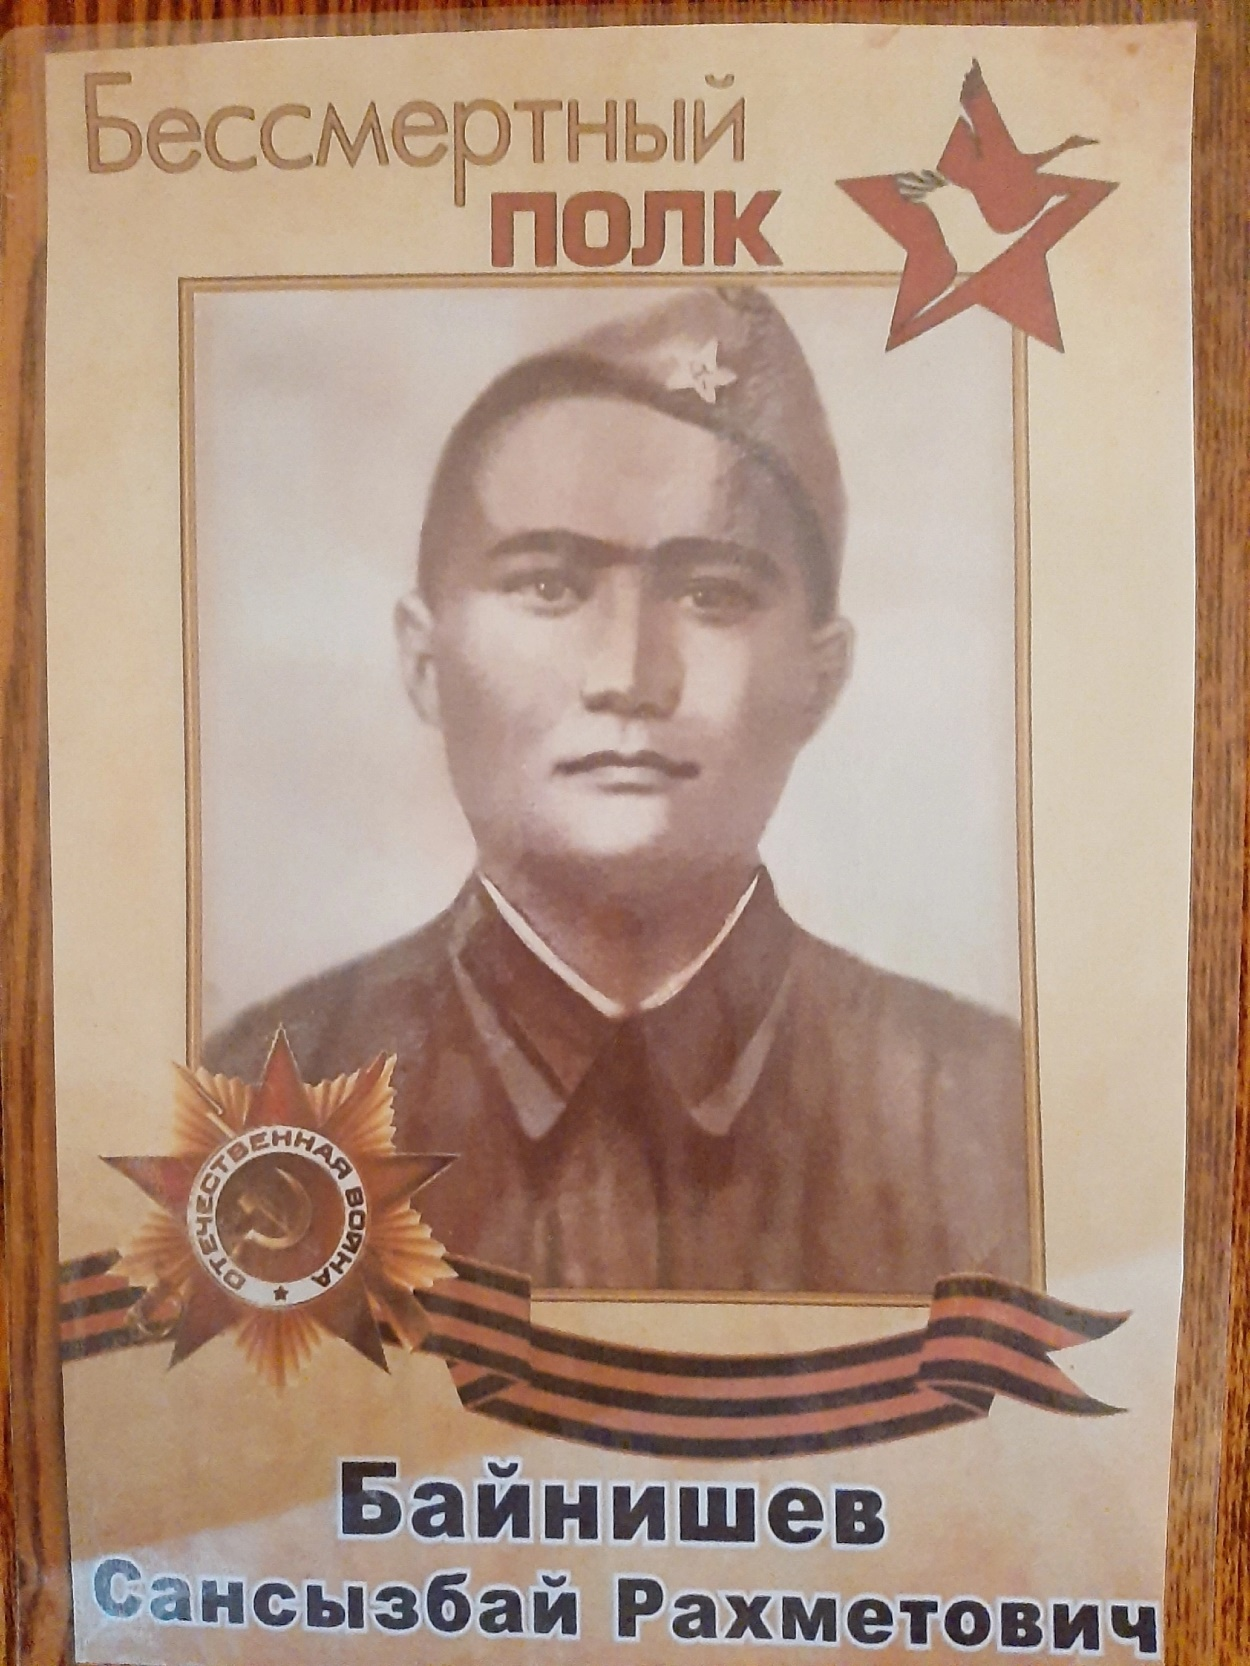 Бессмертный
ПОЛК
ОТЕЧЕСТВЕННАЯ ВОЙНА
Байнишев
Сансызбай Рахметович